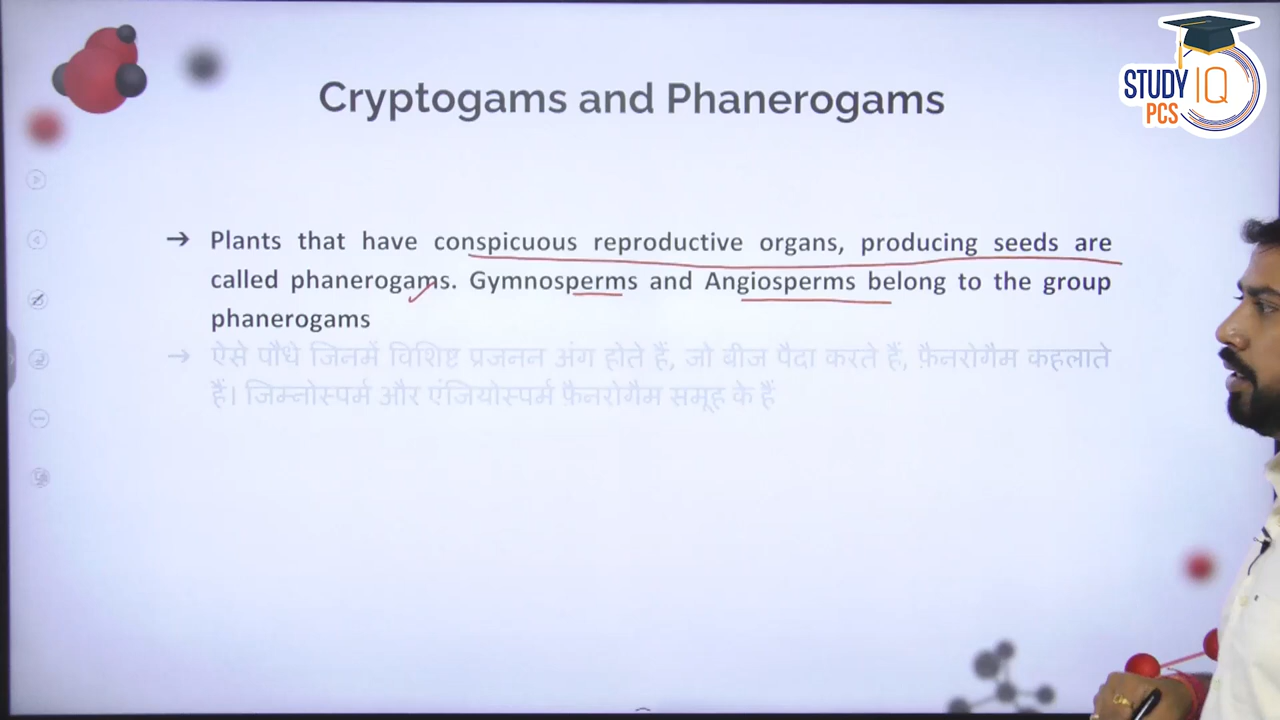 STUDY IQ
PCS
Cryptogams and Phanerogams
→ Plants that have conspicuous reproductive organs, producing seeds are
called phanerogams. Gymnosperms and Angiosperms belong to the group
phanerogams
→ ऐसे पौधे जिनमें विशिष्ट प्रजनन अंग होते हैं, जो बीज पैदा करते हैं, फ़ैनरोगैम कहलाते
हैं। जिम्नोस्पर्म और एंजियोस्पर्म फ़ैनरोगैम समूह के हैं